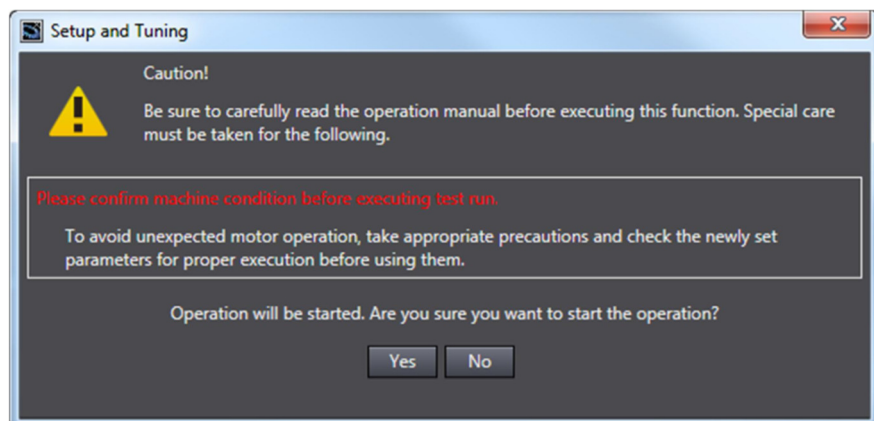 Setup and Tuning
Caution!
Be sure to carefully read the operation manual before executing this function. Special care
must be taken for the following.
Please confirm machine condition before executing test run.
To avoid unexpected motor operation, take appropriate precautions and check the newly set
parameters for proper execution before using them.
Operation will be started. Are you sure you want to start the operation?
Yes No